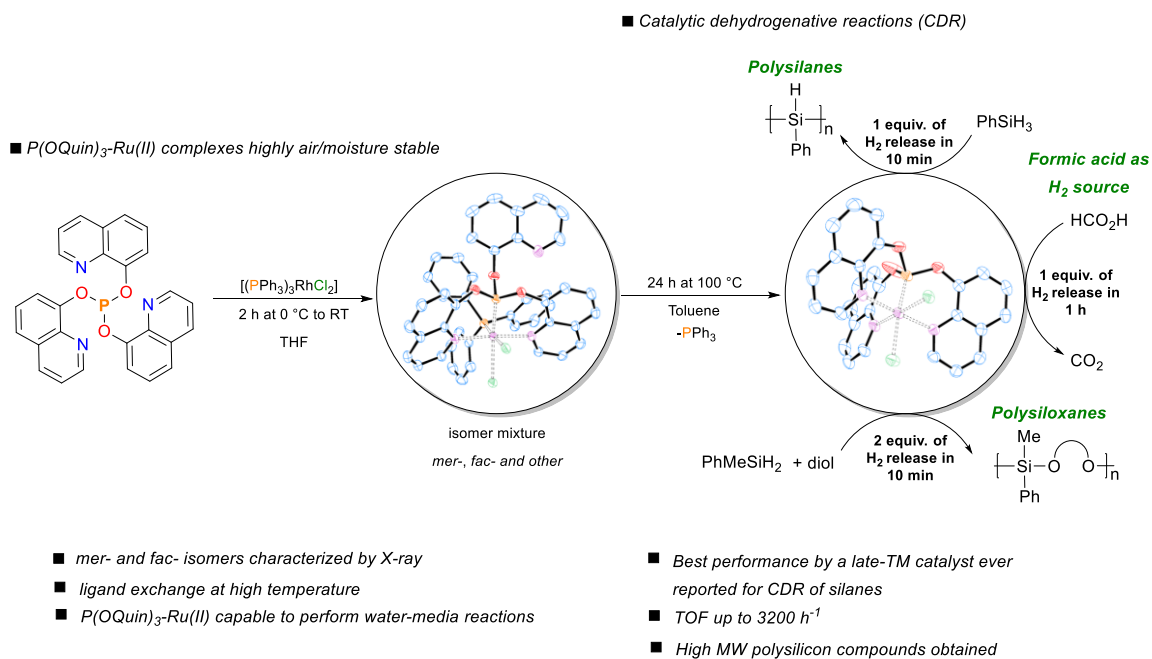 ■ Catalytic dehydrogenative reactions (CDR)
Polysilanes
H
Si
n
Ph
1 equiv. of
H2 release in
10 min
PhSiH3
■ P(OQuin)3-Ru(II) complexes highly air/moisture stable
Formic acid as
H2 source
HCO2H
1 equiv. of
H2 release in
1 h
CO2
N
O
P
O
N
O
N
[(PPh3)3RhCl2]
2 h at 0 °C to RT
THF
24 h at 100 °C
Toluene
-PPh3
isomer mixture
mer-, fac- and other
PhMeSiH2 + diol
2 equiv. of
H2 release in
10 min
Polysiloxanes
Me
Si
O
O
n
Ph
■ mer- and fac- isomers characterized by X-ray
■ ligand exchange at high temperature
■ P(OQuin)3-Ru(II) capable to perform water-media reactions
■ Best performance by a late-TM catalyst ever
reported for CDR of silanes
■ TOF up to 3200 h-1
■ High MW polysilicon compounds obtained